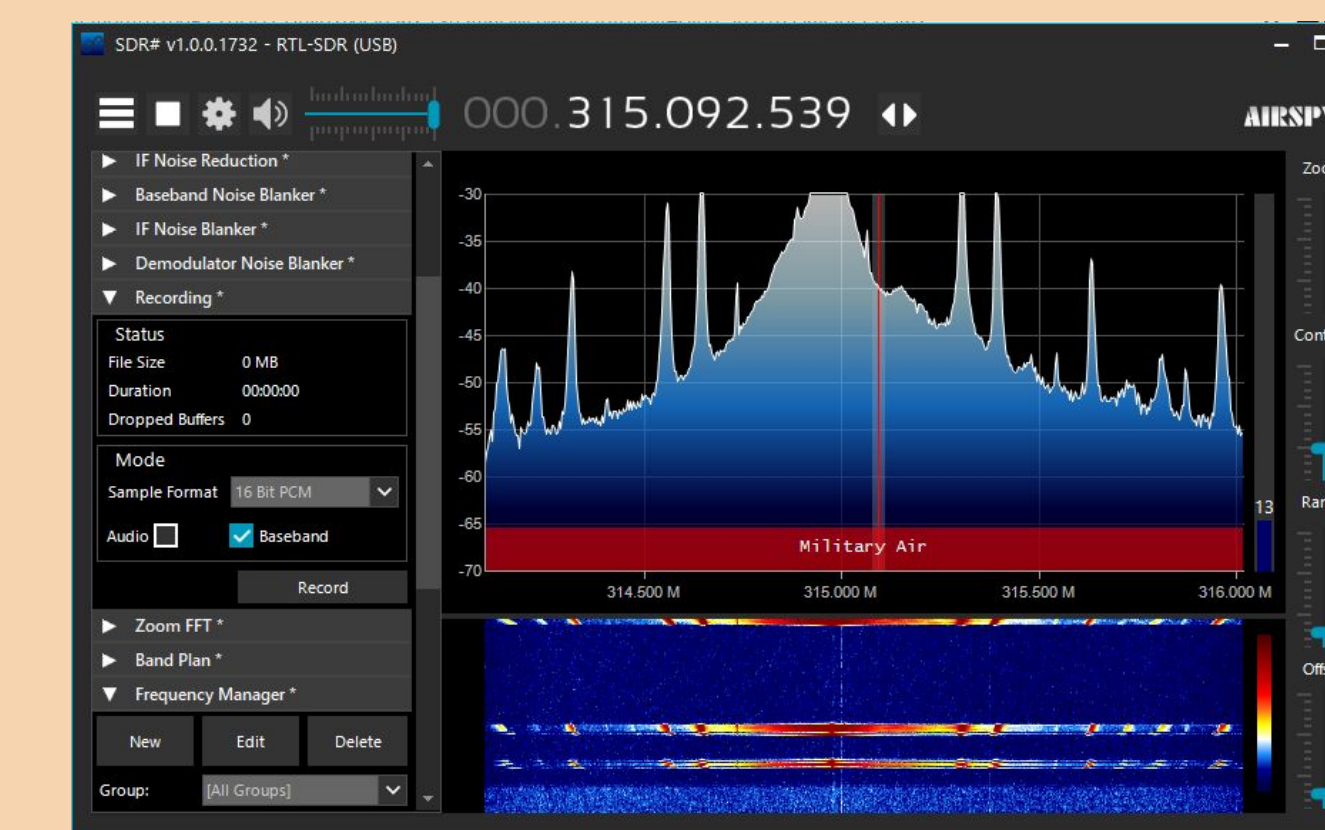 SDR# v1.0.0.1732 - RTL-SDR (USB)
000.315.092.539
AIRSPY
IF Noise Reduction *
Baseband Noise Blanker *
IF Noise Blanker *
Demodulator Noise Blanker *
Recording *
Status
File Size 0 MB
Duration 00:00:00
Dropped Buffers 0
Mode
Sample Format 16 Bit PCM
Audio Baseband
Record
Zoom FFT *
Band Plan *
Frequency Manager *
New Edit Delete
Group: [All Groups]
-30
-35
-40
-45
-50
-55
-60
-65
-70
Military Air
314.500 M 315.000 M 315.500 M 316.000 M
13
Zoo
Cont
Ran
Offs